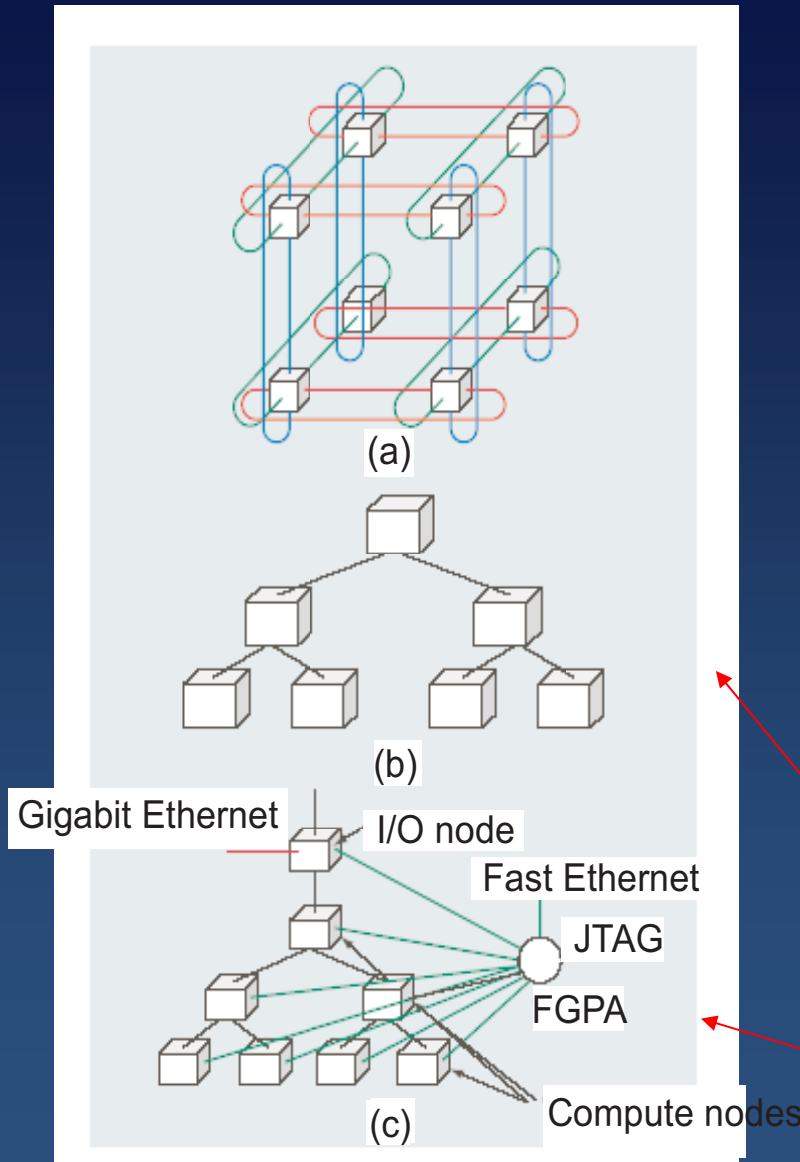 (a)
(b)
Gigabit Ethernet
I/O node
Fast Ethernet
JTAG
FGPA
Compute nodes
(c)